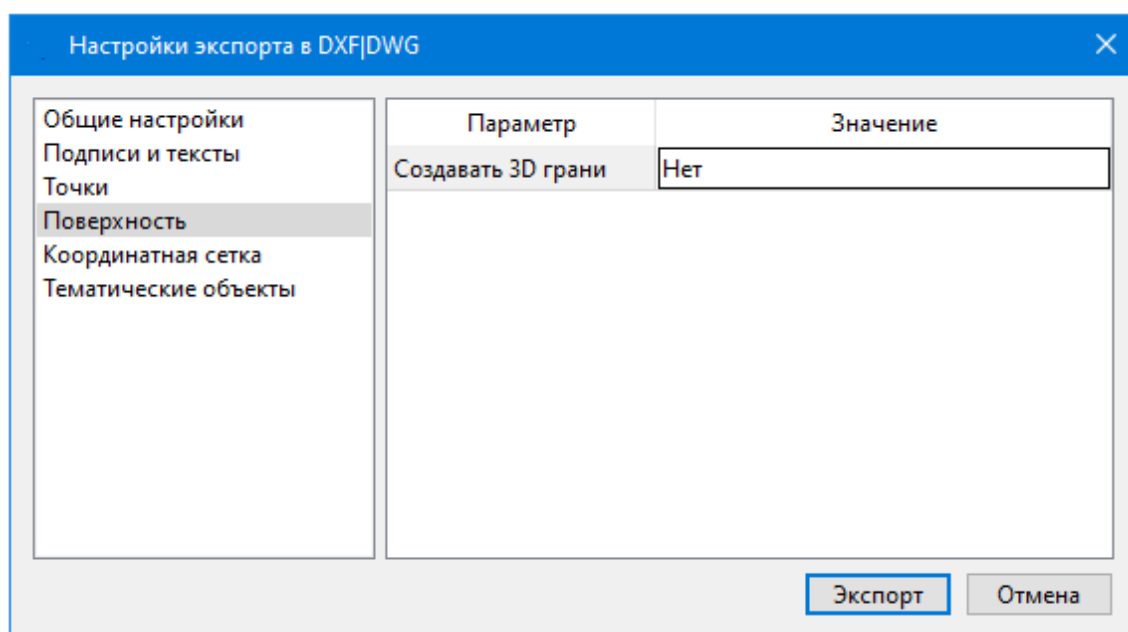 Настройки экспорта в DXF|DWG
Общие настройки
Подписи и тексты
Точки
Поверхность
Координатная сетка
Тематические объекты
Параметр Значение
Создавать 3D грани Нет
Экспорт Отмена